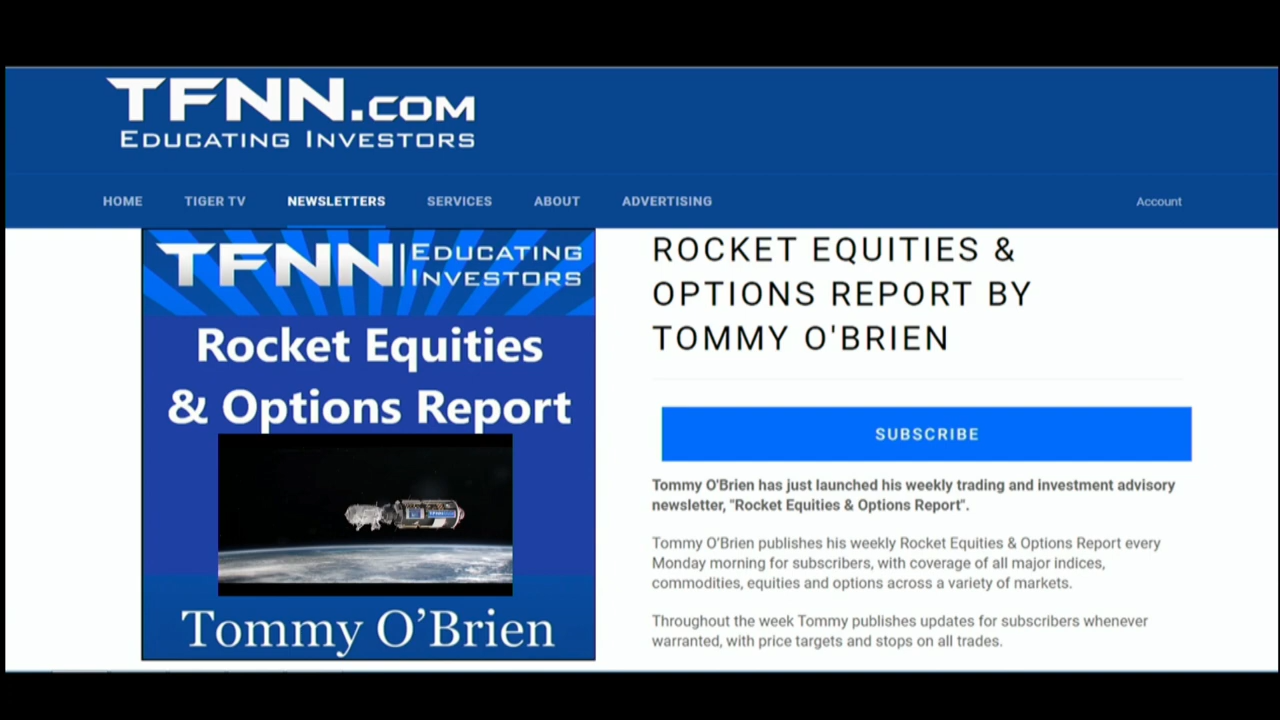 TFNN.COM
EDUCATING INVESTORS
HOME TIGER TV NEWSLETTERS SERVICES ABOUT ADVERTISING Account
TFNN EDUCATING INVESTORS
Rocket Equities
& Options Report
Tommy O’Brien
ROCKET EQUITIES &
OPTIONS REPORT BY
TOMMY O'BRIEN
SUBSCRIBE
Tommy O'Brien has just launched his weekly trading and investment advisory
newsletter, "Rocket Equities & Options Report".
Tommy O’Brien publishes his weekly Rocket Equities & Options Report every
Monday morning for subscribers, with coverage of all major indices,
commodities, equities and options across a variety of markets.
Throughout the week Tommy publishes updates for subscribers whenever
warranted, with price targets and stops on all trades.